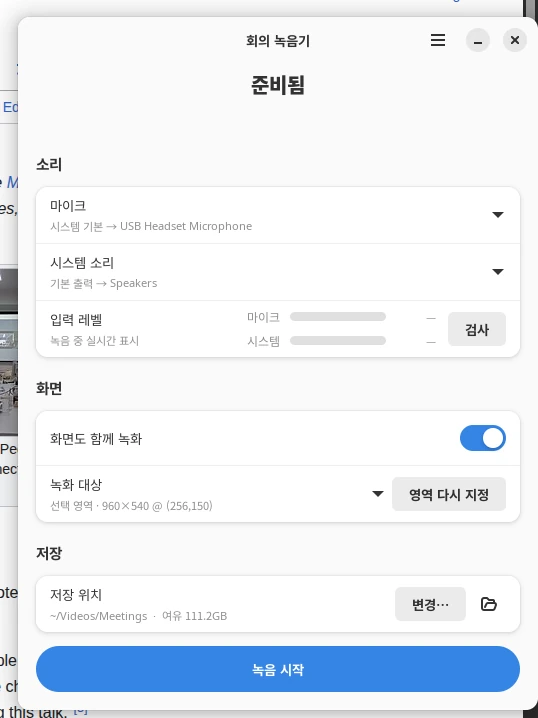 회의 녹음기
준비됨
Ed
소리
마이크
시스템 기본 → USB Headset Microphone
es,
시스템 소리
기본 출력 → Speakers
입력 레벨
마이크 —
녹음 중 실시간 표시
시스템 —
검사
화면
화면도 함께 녹화
녹화 대상
선택 영역 · 960×540 @ (256,150)
영역 다시 지정
저장
저장 위치
~/Videos/Meetings · 여유 111.2GB
변경…
녹음 시작
g this talk.